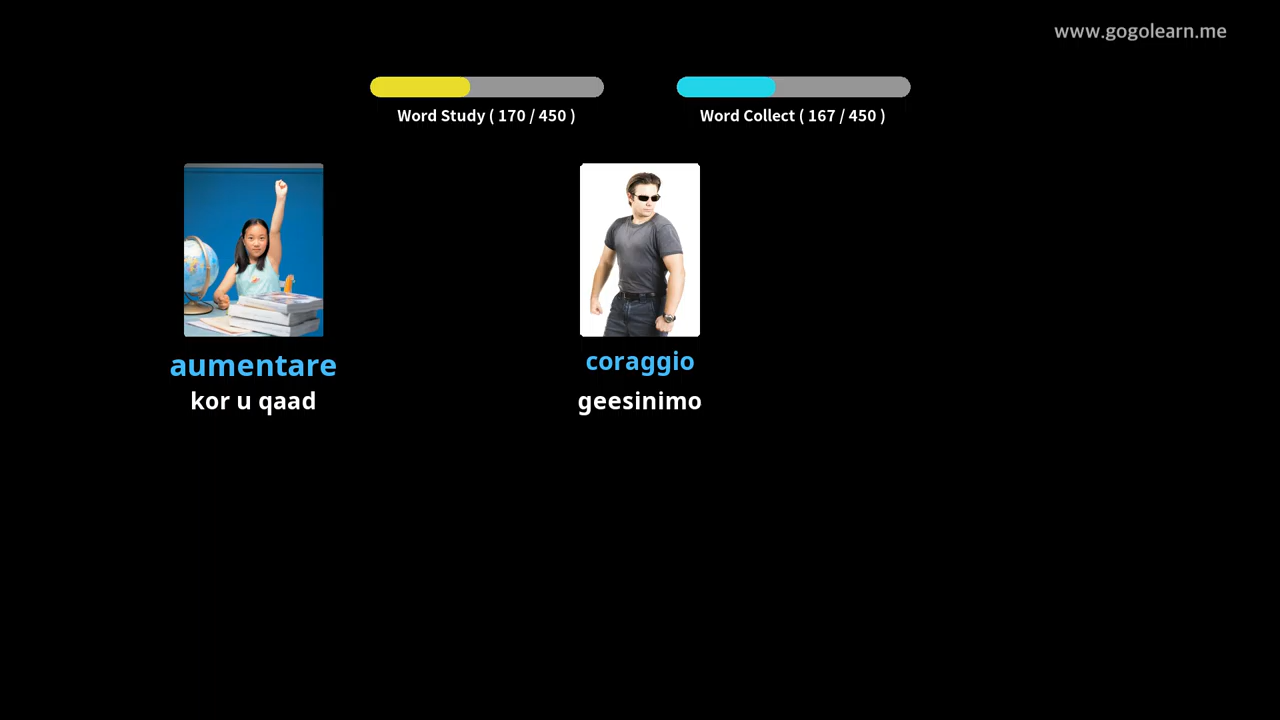 www.gogolearn.me
Word Study ( 170 / 450 )
Word Collect ( 167 / 450 )
aumentare
kor u qaad
coraggio
geesinimo